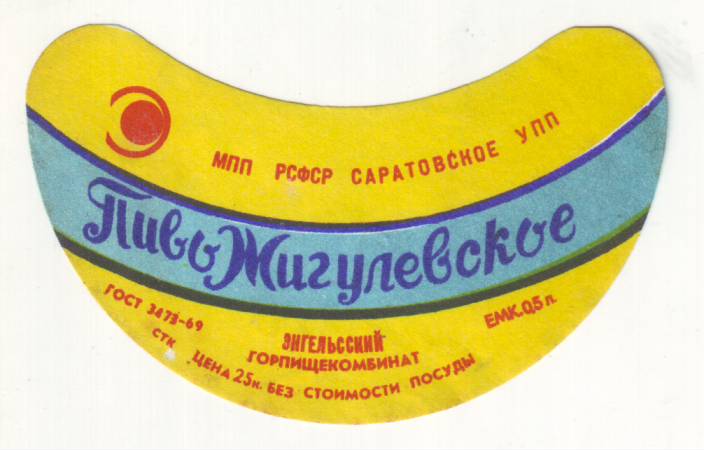 МПП РСФСР САРАТОВСКОЕ УПП
Пиво Жигулевское
ГОСТ 3473-69
СТК
ЭНГЕЛЬССКИЙ
ГОРПИЩЕКОМБИНАТ
ЕМК.0,5 л.
ЦЕНА 25к. БЕЗ СТОИМОСТИ ПОСУДЫ